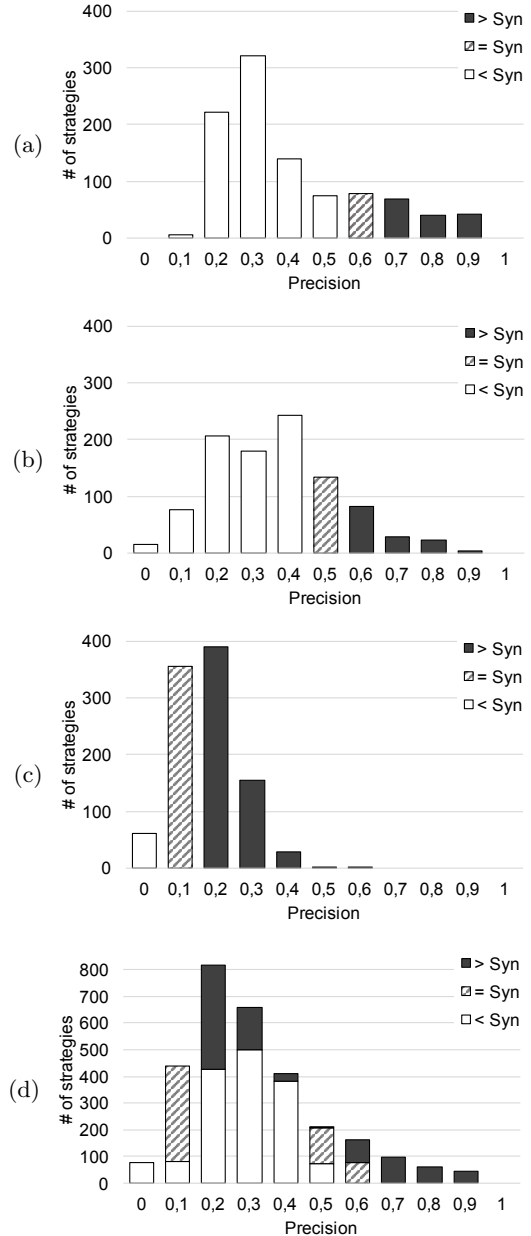 400
300
200
100
0
# of strategies
> Syn
= Syn
< Syn
(a)
0 0,1 0,2 0,3 0,4 0,5 0,6 0,7 0,8 0,9 1
Precision
400
300
200
100
0
# of strategies
> Syn
= Syn
< Syn
(b)
0 0,1 0,2 0,3 0,4 0,5 0,6 0,7 0,8 0,9 1
Precision
400
300
200
100
0
# of strategies
> Syn
= Syn
< Syn
(c)
0 0,1 0,2 0,3 0,4 0,5 0,6 0,7 0,8 0,9 1
Precision
800
700
600
500
400
300
200
100
0
# of strategies
> Syn
= Syn
< Syn
(d)
0 0,1 0,2 0,3 0,4 0,5 0,6 0,7 0,8 0,9 1
Precision